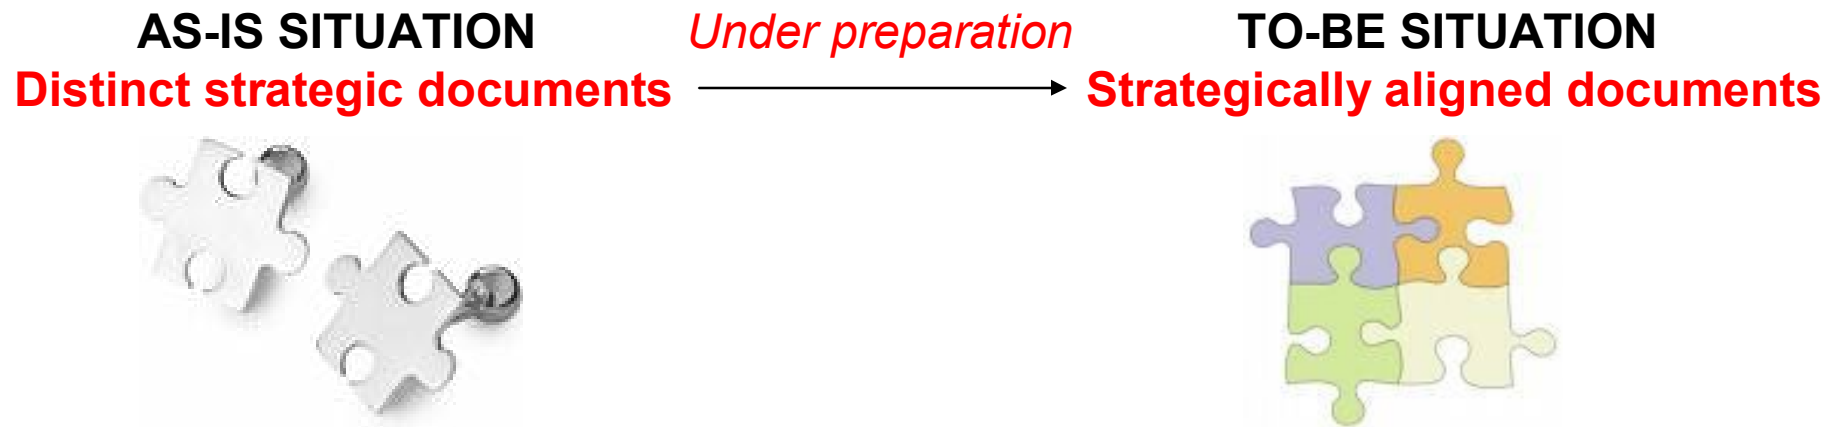 AS-IS SITUATION
Distinct strategic documents
Under preparation
TO-BE SITUATION
Strategically aligned documents